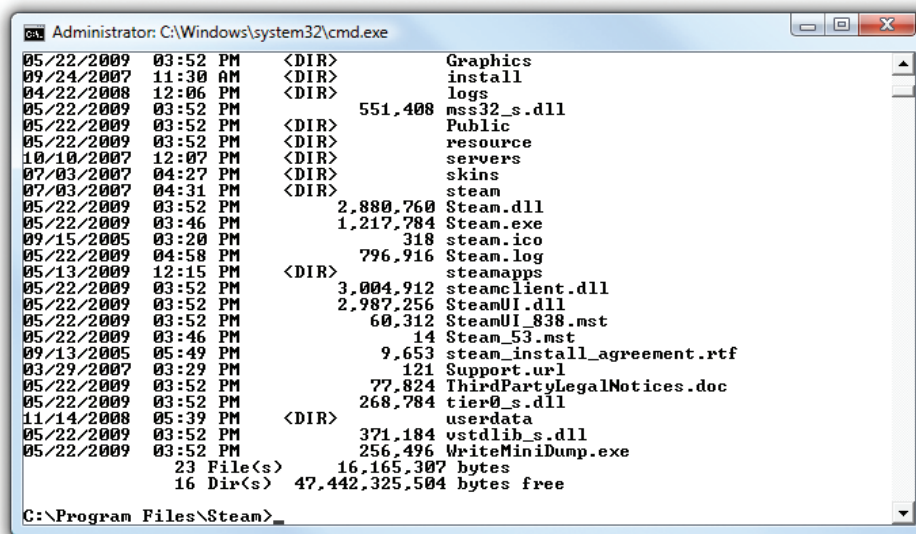 Administrator: C:\Windows\system32\cmd.exe
05/22/2009  03:52 PM    <DIR>          Graphics
09/24/2007  11:30 AM    <DIR>          install
04/22/2008  12:06 PM    <DIR>          logs
05/22/2009  03:52 PM           551,408 mss32_s.dll
05/22/2009  03:52 PM    <DIR>          Public
05/22/2009  03:52 PM    <DIR>          resource
10/10/2007  12:07 PM    <DIR>          servers
07/03/2007  04:27 PM    <DIR>          skins
07/03/2007  04:31 PM    <DIR>          steam
05/22/2009  03:52 PM         2,880,760 Steam.dll
05/22/2009  03:46 PM         1,217,784 Steam.exe
09/15/2005  03:20 PM               318 steam.ico
05/22/2009  04:58 PM           796,916 Steam.log
05/13/2009  12:15 PM    <DIR>          steamapps
05/22/2009  03:52 PM         3,004,912 steamclient.dll
05/22/2009  03:52 PM         2,987,256 SteamUI.dll
05/22/2009  03:52 PM            60,312 SteamUI_838.mst
05/22/2009  03:46 PM                14 Steam_53.mst
09/13/2005  05:49 PM             9,653 steam_install_agreement.rtf
03/29/2007  03:29 PM               121 Support.url
05/22/2009  03:52 PM            77,824 ThirdPartyLegalNotices.doc
05/22/2009  03:52 PM           268,784 tier0_s.dll
11/14/2008  05:39 PM    <DIR>          userdata
05/22/2009  03:52 PM           371,184 vstdlib_s.dll
05/22/2009  03:52 PM           256,496 WriteMiniDump.exe
23 File(s)     16,165,307 bytes
16 Dir(s)  47,442,325,504 bytes free
C:\Program Files\Steam>_